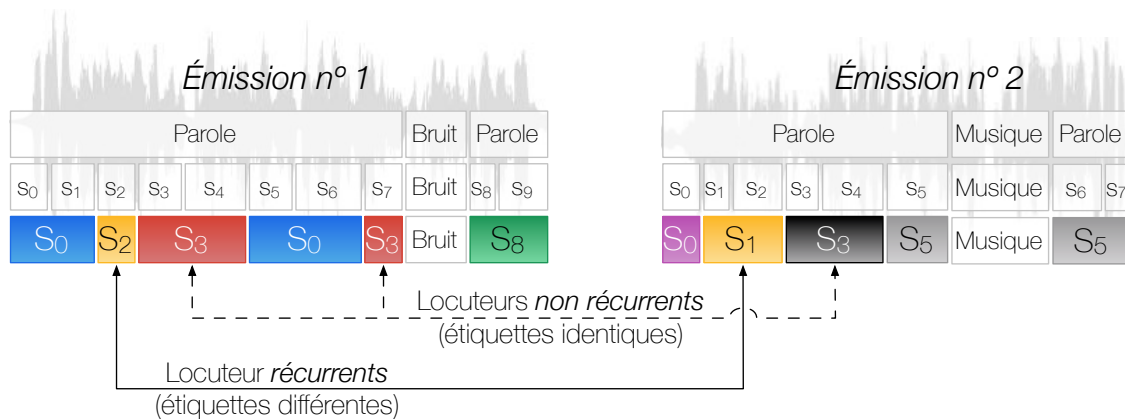 Émission nº 1
Émission nº 2
Parole Bruit Parole
Parole Musique Parole
S0 S1 S2 S3 S4 S5 S6 S7 Bruit S8 S9
S0 S1 S2 S3 S4 S5 Musique S6 S7
S0 S2 S3 S0 S3 Bruit S8
S0 S1 S3 S5 Musique S5
Locuteurs non récurrents
(étiquettes identiques)
Locuteur récurrents
(étiquettes différentes)